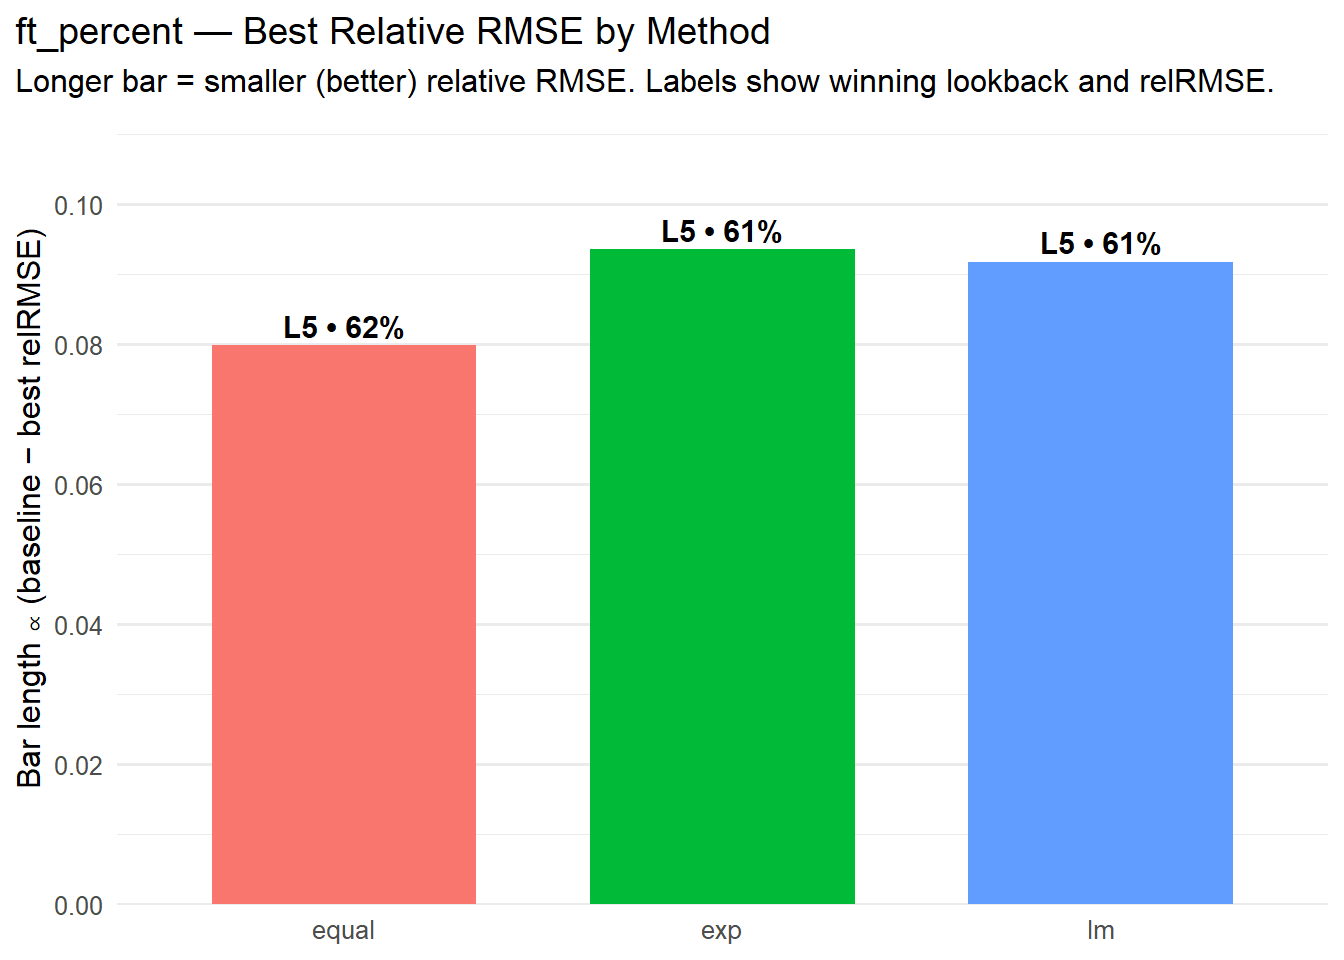 ft_percent — Best Relative RMSE by Method
Longer bar = smaller (better) relative RMSE. Labels show winning lookback and relRMSE.
Bar length ∝ (baseline − best relRMSE)
0.10
0.08
0.06
0.04
0.02
0.00
L5 • 62%
L5 • 61%
L5 • 61%
equal
exp
lm